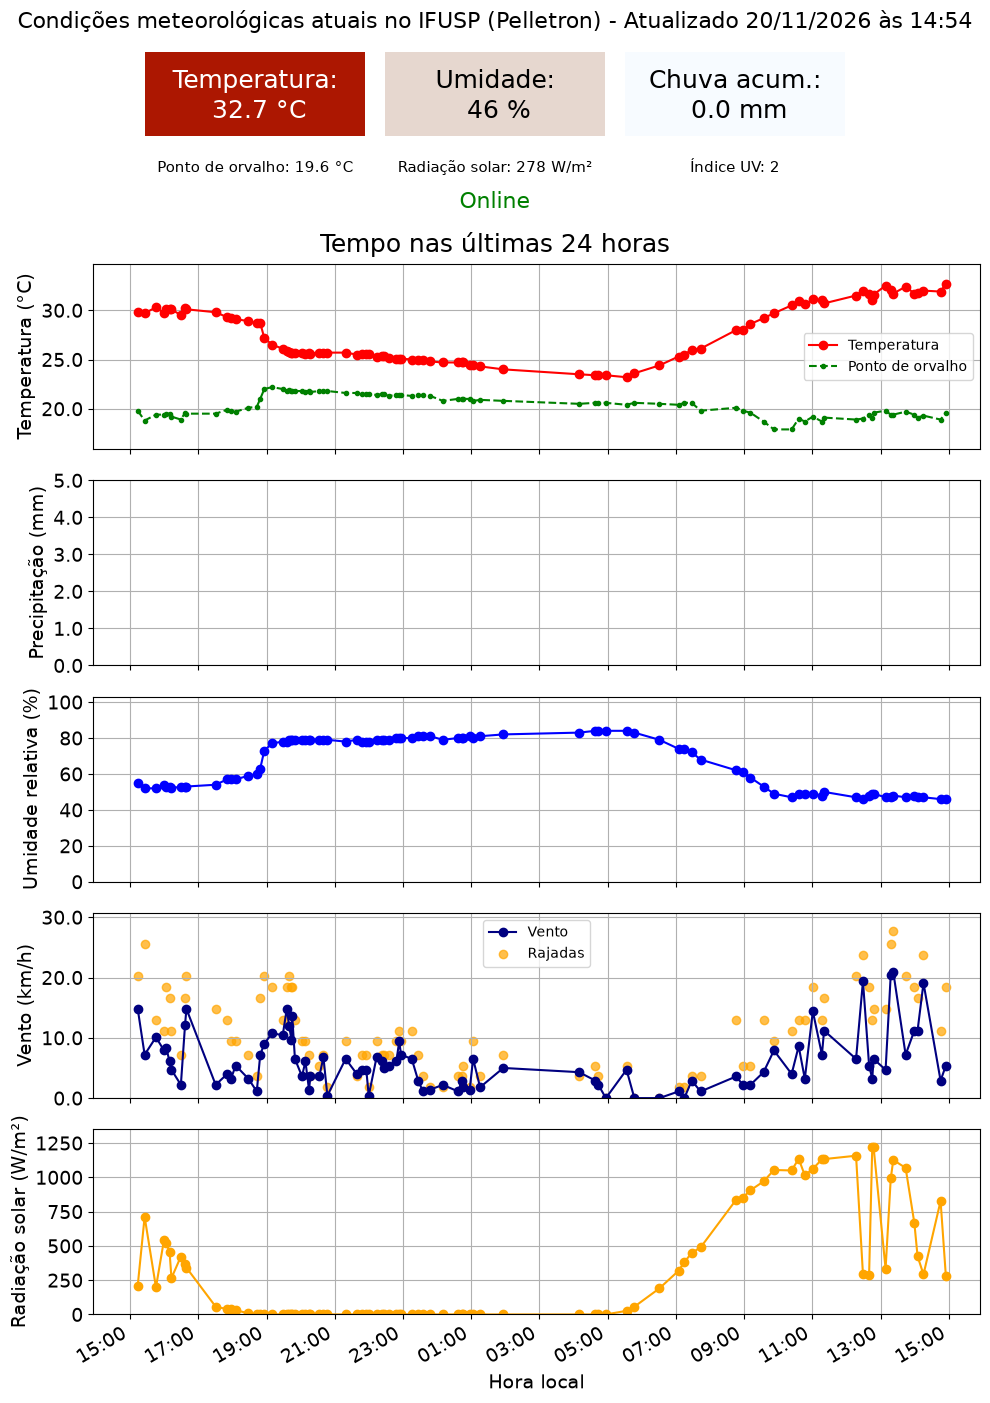 Condições meteorológicas atuais no IFUSP (Pelletron) - Atualizado 20/11/2026 às 14:54
Temperatura:
32.7 °C
Umidade:
46 %
Chuva acum.:
0.0 mm
Ponto de orvalho: 19.6 °C
Radiação solar: 278 W/m²
Índice UV: 2
Online
Tempo nas últimas 24 horas
Temperatura (°C)
30.0
25.0
20.0
Temperatura
Ponto de orvalho
Precipitação (mm)
5.0
4.0
3.0
2.0
1.0
0.0
Umidade relativa (%)
100
80
60
40
20
0
Vento (km/h)
30.0
20.0
10.0
0.0
Vento
Rajadas
Radiação solar (W/m²)
1250
1000
750
500
250
0
15:00
17:00
19:00
21:00
23:00
01:00
03:00
05:00
07:00
09:00
11:00
13:00
15:00
Hora local